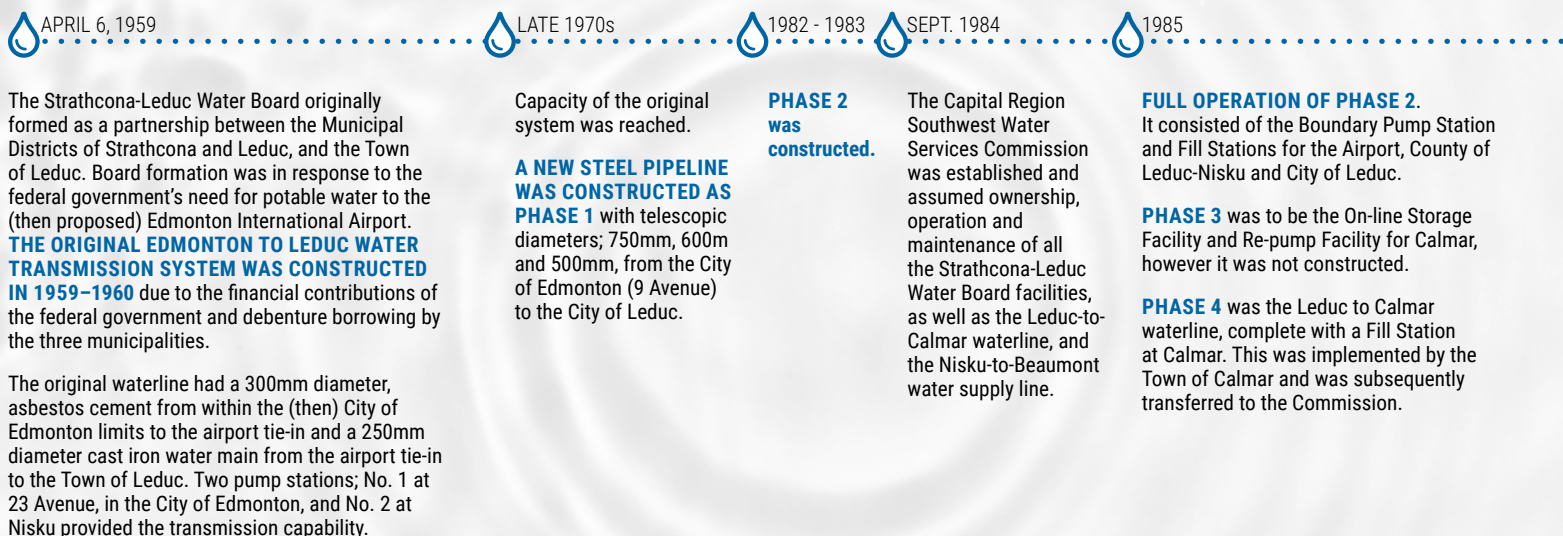 APRIL 6, 1959
The Strathcona-Leduc Water Board originally
formed as a partnership between the Municipal
Districts of Strathcona and Leduc, and the Town
of Leduc. Board formation was in response to the
federal government's need for potable water to the
(then proposed) Edmonton International Airport.
THE ORIGINAL EDMONTON TO LEDUC WATER
TRANSMISSION SYSTEM WAS CONSTRUCTED
IN 1959–1960 due to the financial contributions of
the federal government and debenture borrowing by
the three municipalities.
The original waterline had a 300mm diameter,
asbestos cement from within the (then) City of
Edmonton limits to the airport tie-in and a 250mm
diameter cast iron water main from the airport tie-in
to the Town of Leduc. Two pump stations; No. 1 at
23 Avenue, in the City of Edmonton, and No. 2 at
Nisku provided the transmission capability.
LATE 1970s
Capacity of the original
system was reached.
A NEW STEEL PIPELINE
WAS CONSTRUCTED AS
PHASE 1 with telescopic
diameters; 750mm, 600m
and 500mm, from the City
of Edmonton (9 Avenue)
to the City of Leduc.
1982 - 1983
PHASE 2
was
constructed.
SEPT. 1984
The Capital Region
Southwest Water
Services Commission
was established and
assumed ownership,
operation and
maintenance of all
the Strathcona-Leduc
Water Board facilities,
as well as the Leduc-to-
Calmar waterline, and
the Nisku-to-Beaumont
water supply line.
1985
FULL OPERATION OF PHASE 2.
It consisted of the Boundary Pump Station
and Fill Stations for the Airport, County of
Leduc-Nisku and City of Leduc.
PHASE 3 was to be the On-line Storage
Facility and Re-pump Facility for Calmar,
however it was not constructed.
PHASE 4 was the Leduc to Calmar
waterline, complete with a Fill Station
at Calmar. This was implemented by the
Town of Calmar and was subsequently
transferred to the Commission.